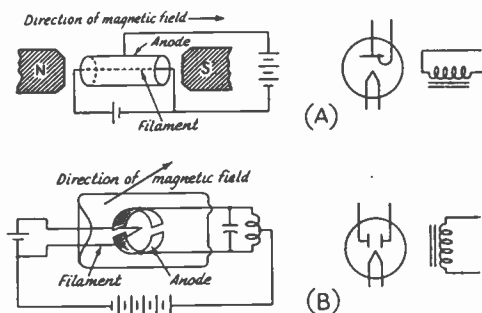 Direction of magnetic field
Anode
N
S
Filament
(A)
Direction of magnetic field
Filament
Anode
(B)